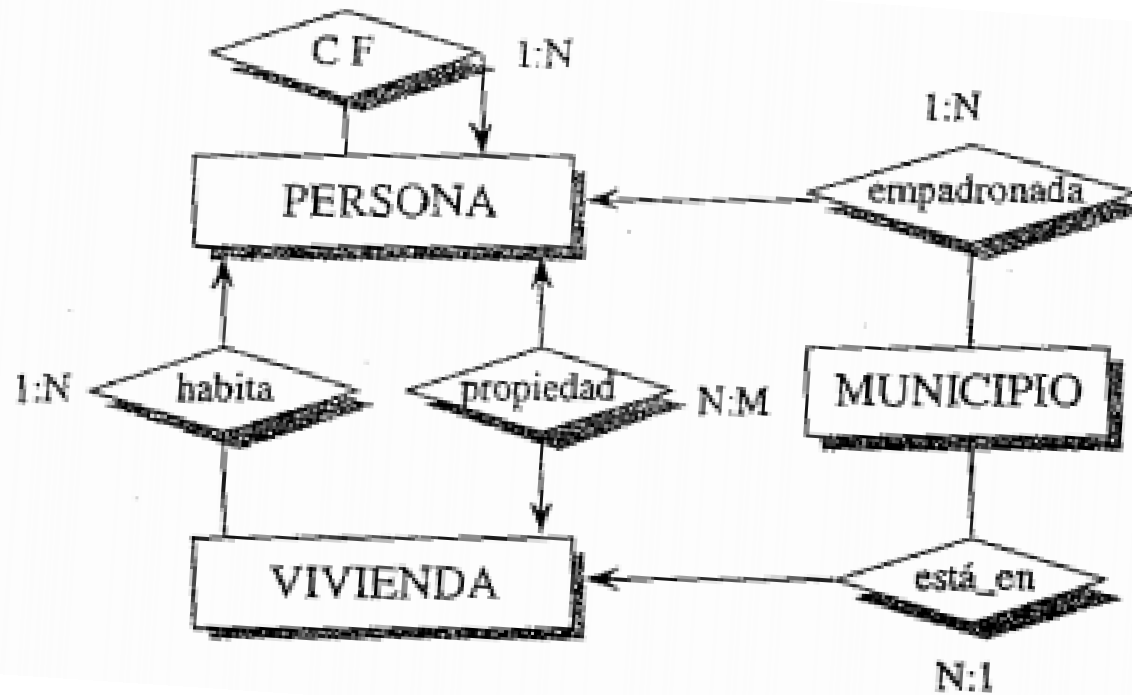 C F
1:N
1:N
PERSONA
empadronada
1:N
habita
propiedad
N:M
MUNICIPIO
VIVIENDA
está_en
N:1